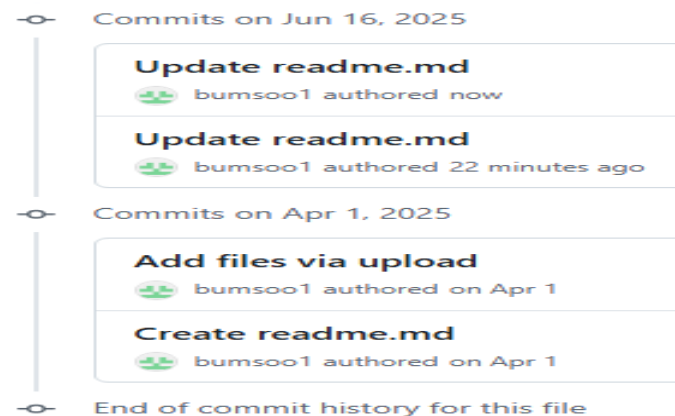 Commits on Jun 16, 2025
Update readme.md
bumsoo1 authored now
Update readme.md
bumsoo1 authored 22 minutes ago
Commits on Apr 1, 2025
Add files via upload
bumsoo1 authored on Apr 1
Create readme.md
bumsoo1 authored on Apr 1
End of commit history for this file